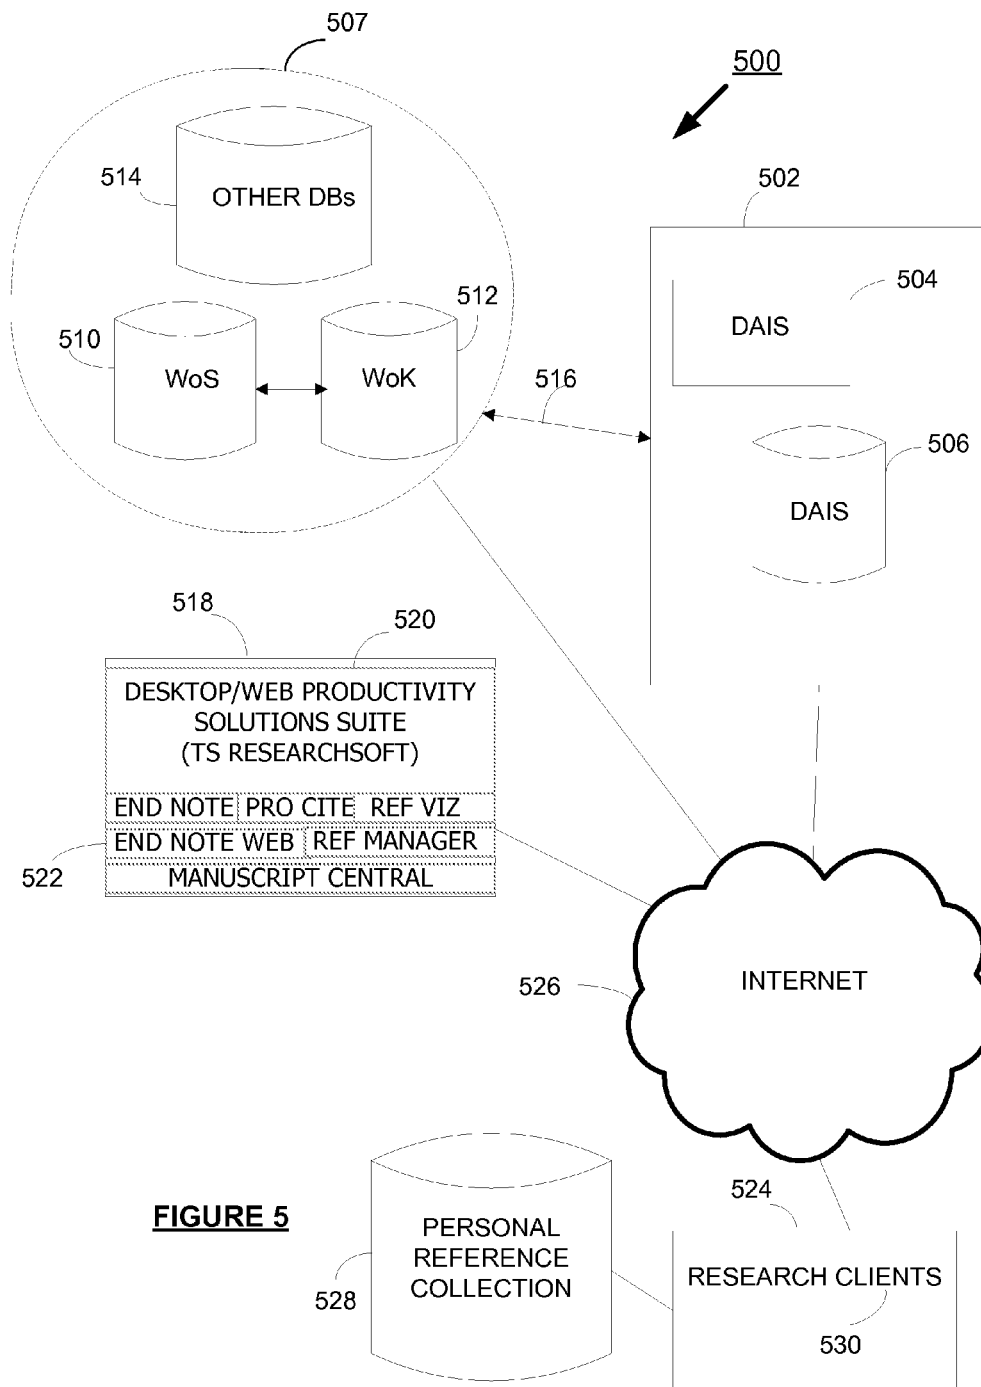 507
500
514
OTHER DBs
502
504
DAIS
512
510
WoS
WoK
516
506
DAIS
518
520
DESKTOP/WEB PRODUCTIVITY
SOLUTIONS SUITE
(TS RESEARCHSOFT)
END NOTE PRO CITE REF VIZ
END NOTE WEB REF MANAGER
522
MANUSCRIPT CENTRAL
526
INTERNET
524
FIGURE 5
PERSONAL
REFERENCE
COLLECTION
528
RESEARCH CLIENTS
530